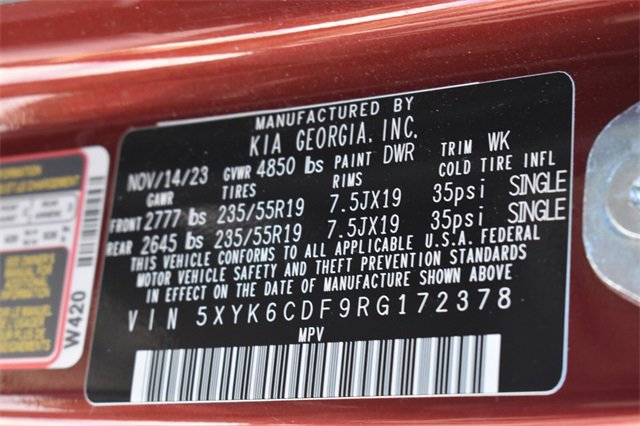 MANUFACTURED BY
KIA GEORGIA, INC.
NOV/14/23 GVWR 4850 lbs PAINT DWR TRIM WK
GAWR TIRES RIMS COLD TIRE INFL
FRONT 2777 lbs 235/55R19 7.5JX19 35psi SINGLE
REAR 2645 lbs 235/55R19 7.5JX19 35psi SINGLE
THIS VEHICLE CONFORMS TO ALL APPLICABLE U.S.A. FEDERAL
MOTOR VEHICLE SAFETY AND THEFT PREVENTION STANDARDS
IN EFFECT ON THE DATE OF MANUFACTURE SHOWN ABOVE
VIN 5XYK6CDF9RG172378
MPV
W420